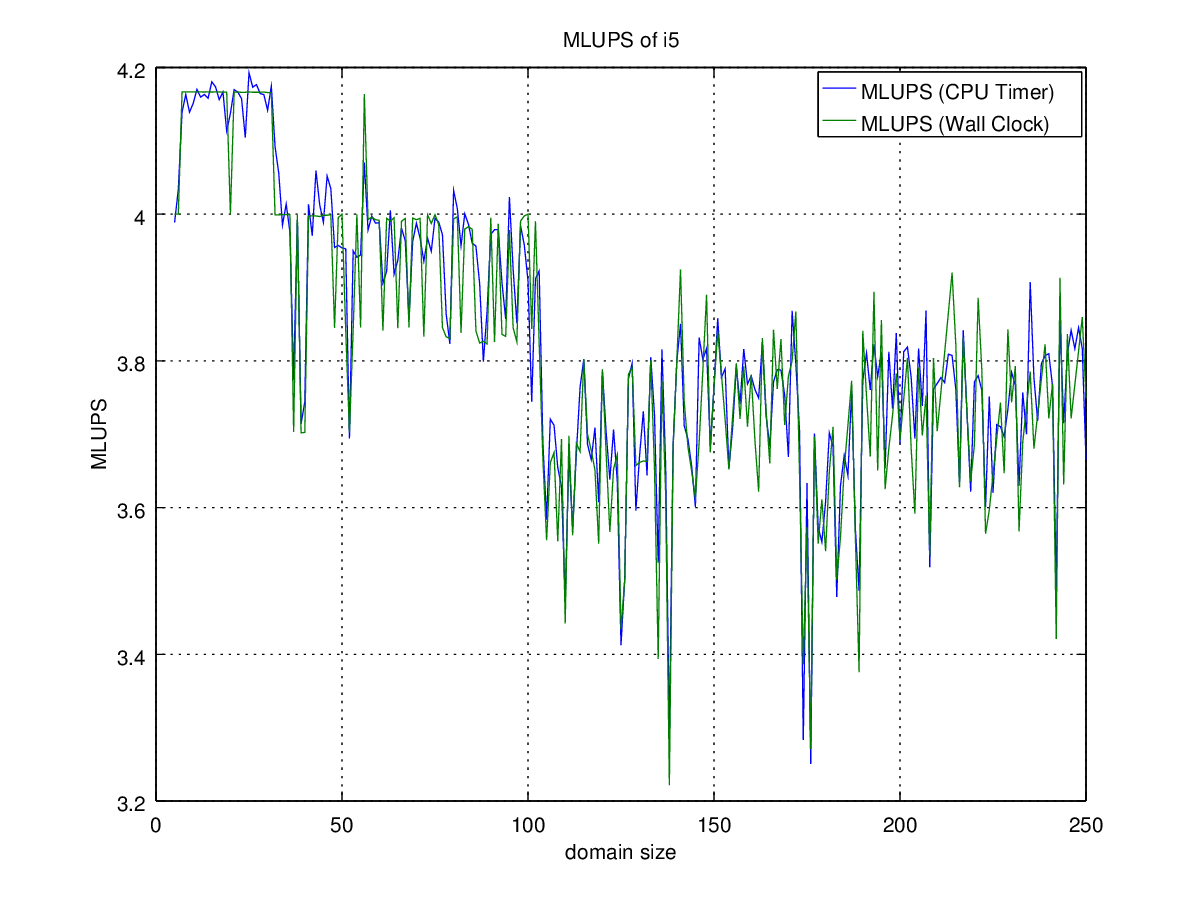 MLUPS of i5
MLUPS (CPU Timer)
MLUPS (Wall Clock)
4.2
4
3.8
3.6
3.4
3.2
MLUPS
0 50 100 150 200 250
domain size